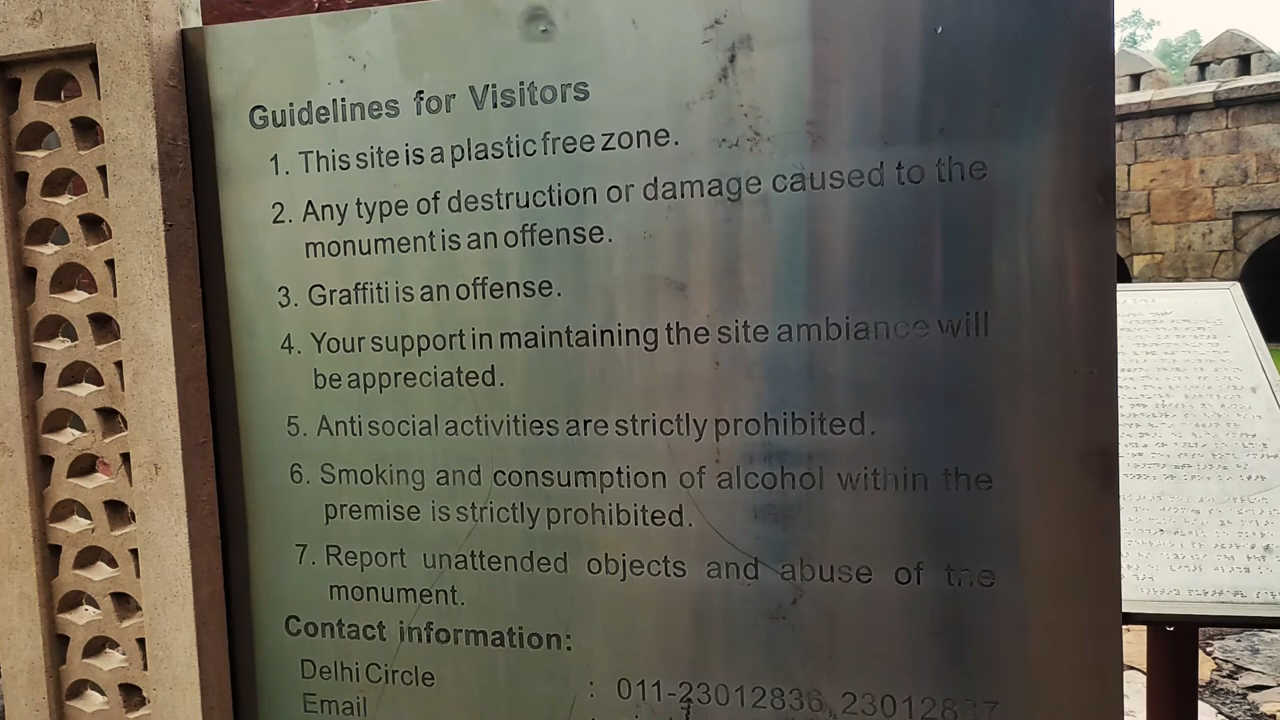 Guidelines for Visitors
1. This site is a plastic free zone.
2. Any type of destruction or damage caused to the
monument is an offense.
3. Graffiti is an offense.
4. Your support in maintaining the site ambiance will
be appreciated.
5. Anti social activities are strictly prohibited.
6. Smoking and consumption of alcohol within the
premise is strictly prohibited.
7. Report unattended objects and abuse of the
monument.
Contact information:
Delhi Circle : 011-23012836, 23012837
Email